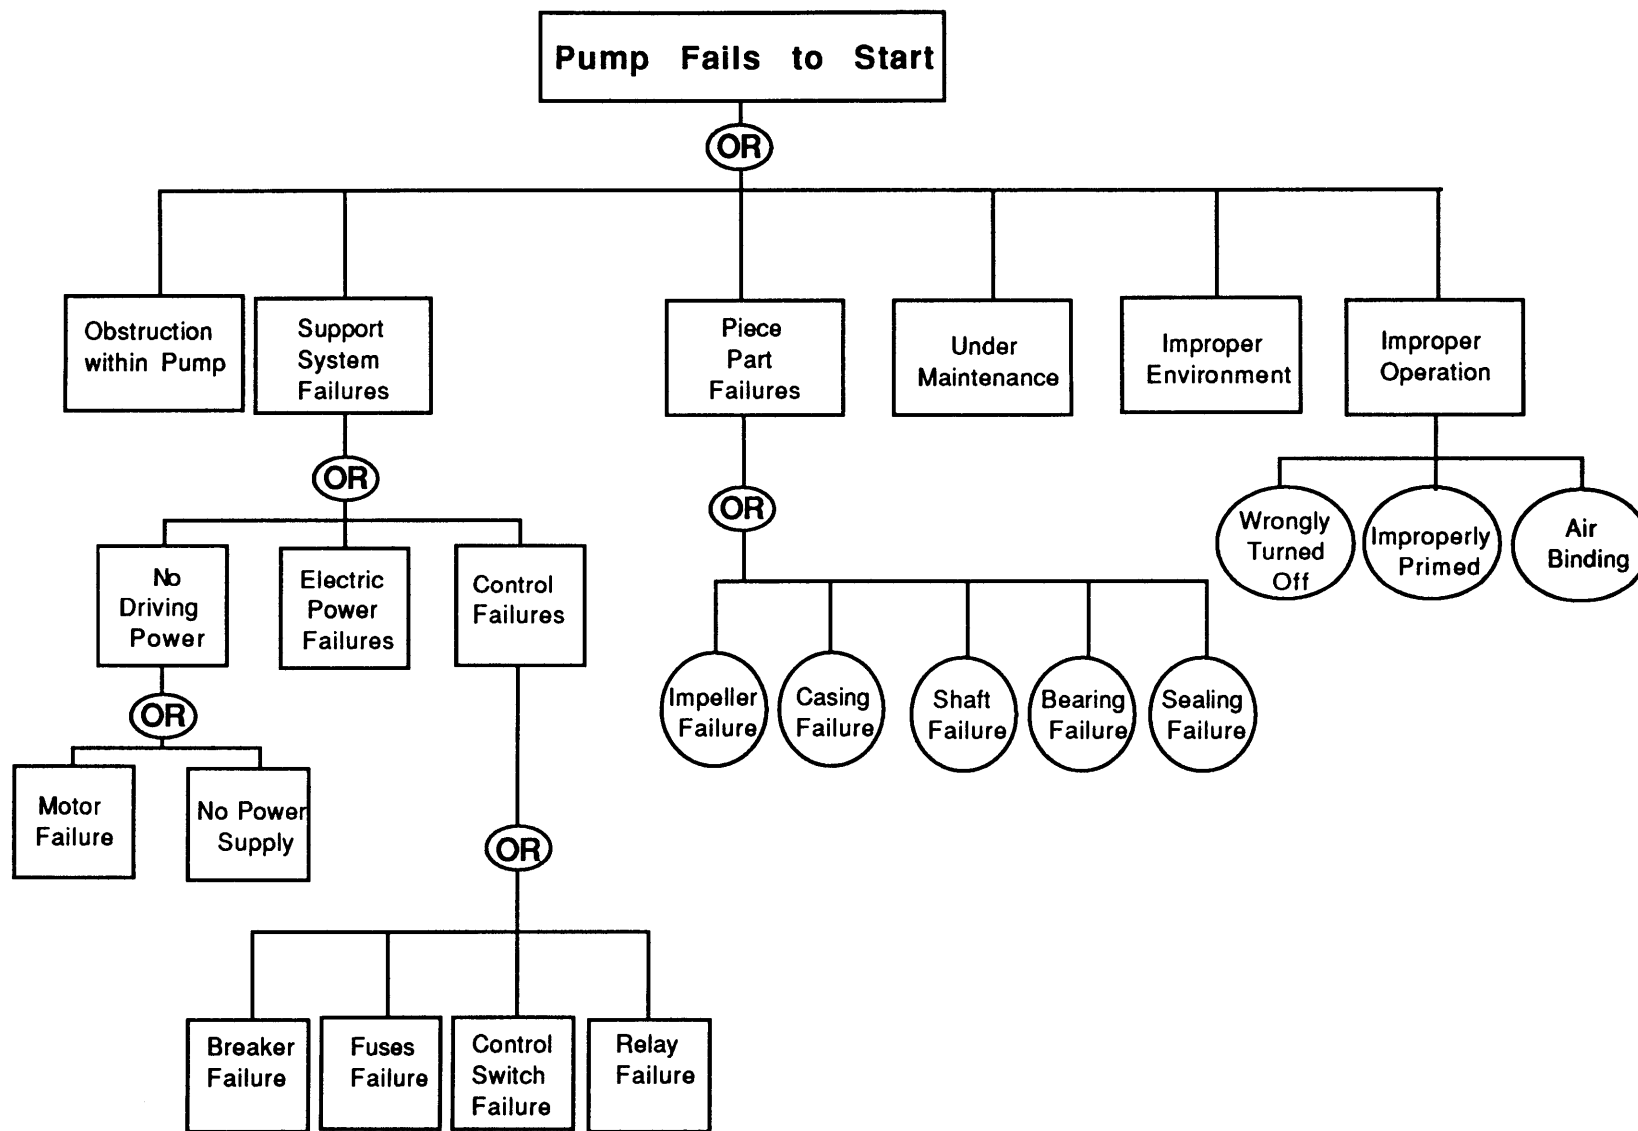 Pump Fails to Start
OR
Obstruction
within Pump
Support
System
Failures
Piece
Part
Failures
Under
Maintenance
Improper
Environment
Improper
Operation
OR
OR
Wrongly
Turned
Off
Improperly
Primed
Air
Binding
No
Driving
Power
Electric
Power
Failures
Control
Failures
Impeller
Failure
Casing
Failure
Shaft
Failure
Bearing
Failure
Sealing
Failure
OR
Motor
Failure
No Power
Supply
OR
Breaker
Failure
Fuses
Failure
Control
Switch
Failure
Relay
Failure